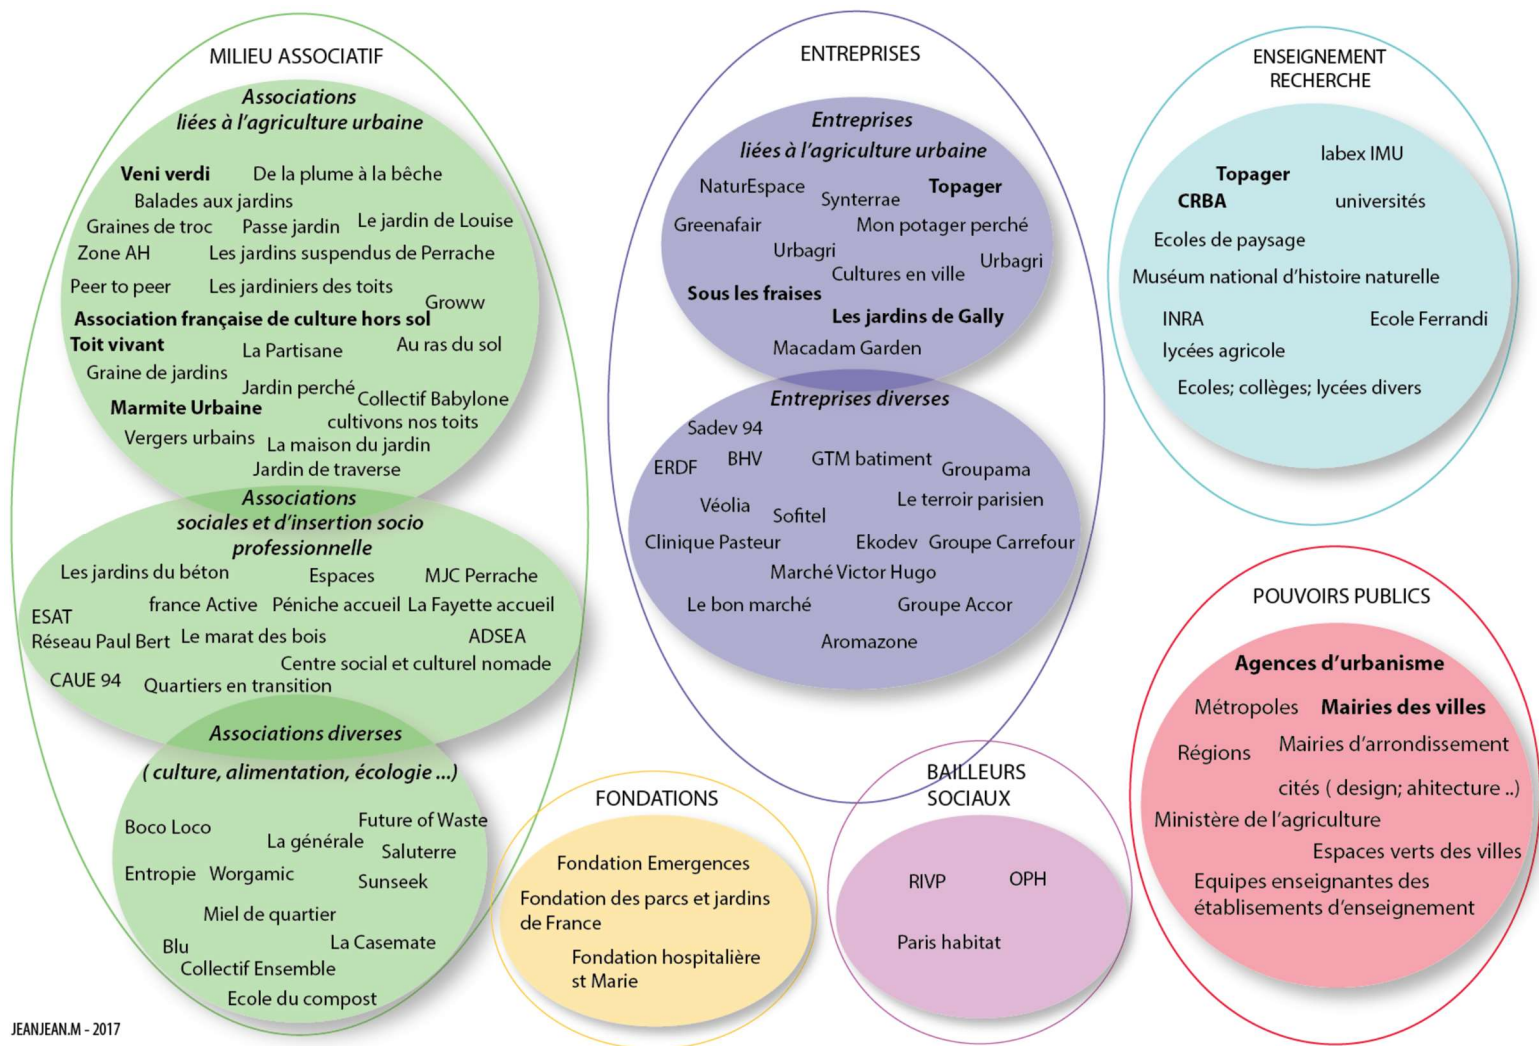 MILIEU ASSOCIATIF
Associations
liées à l'agriculture urbaine
Veni verdi
De la plume à la bêche
Balades aux jardins
Graines de troc
Passe jardin
Le jardin de Louise
Zone AH
Les jardins suspendus de Perrache
Peer to peer
Les jardiniers des toits
Groww
Association française de culture hors sol
Toit vivant
La Partisane
Au ras du sol
Graine de jardins
Jardin perché
Collectif Babylone
Marmite Urbaine
cultivons nos toits
Vergers urbains
La maison du jardin
Jardin de traverse
Associations
sociales et d'insertion socio
professionnelle
Les jardins du béton
Espaces
MJC Perrache
ESAT
france Active
Péniche accueil
La Fayette accueil
Réseau Paul Bert
Le marat des bois
ADSEA
Centre social et culturel nomade
CAUE 94
Quartiers en transition
Associations diverses
( culture, alimentation, écologie ...)
Boco Loco
La générale
Future of Waste
Saluterre
Entropie
Worgamic
Sunseek
Miel de quartier
Blu
La Casemate
Collectif Ensemble
Ecole du compost
JEANJEAN.M - 2017
ENTREPRISES
Entreprises
liées à l'agriculture urbaine
NaturEspace
Synterrae
Topager
Greenafair
Mon potager perché
Urbagri
Cultures en ville
Urbagri
Sous les fraises
Les jardins de Gally
Macadam Garden
Entreprises diverses
Sadev 94
ERDF
BHV
GTM batiment
Groupama
Véolia
Sofitel
Le terroir parisien
Clinique Pasteur
Ekodev
Groupe Carrefour
Marché Victor Hugo
Le bon marché
Groupe Accor
Aromazone
FONDATIONS
Fondation Emergences
Fondation des parcs et jardins
de France
Fondation hospitalière
st Marie
BAILLEURS
SOCIAUX
RIVP
OPH
Paris habitat
ENSEIGNEMENT
RECHERCHE
labex IMU
Topager
CRBA
universités
Ecoles de paysage
Muséum national d'histoire naturelle
INRA
Ecole Ferrandi
lycées agricole
Ecoles; collèges; lycées divers
POUVOIRS PUBLICS
Agences d'urbanisme
Métropoles
Mairies des villes
Régions
Mairies d'arrondissement
cités ( design; ahitecture ..)
Ministère de l'agriculture
Espaces verts des villes
Equipes enseignantes des
établisements d'enseignement